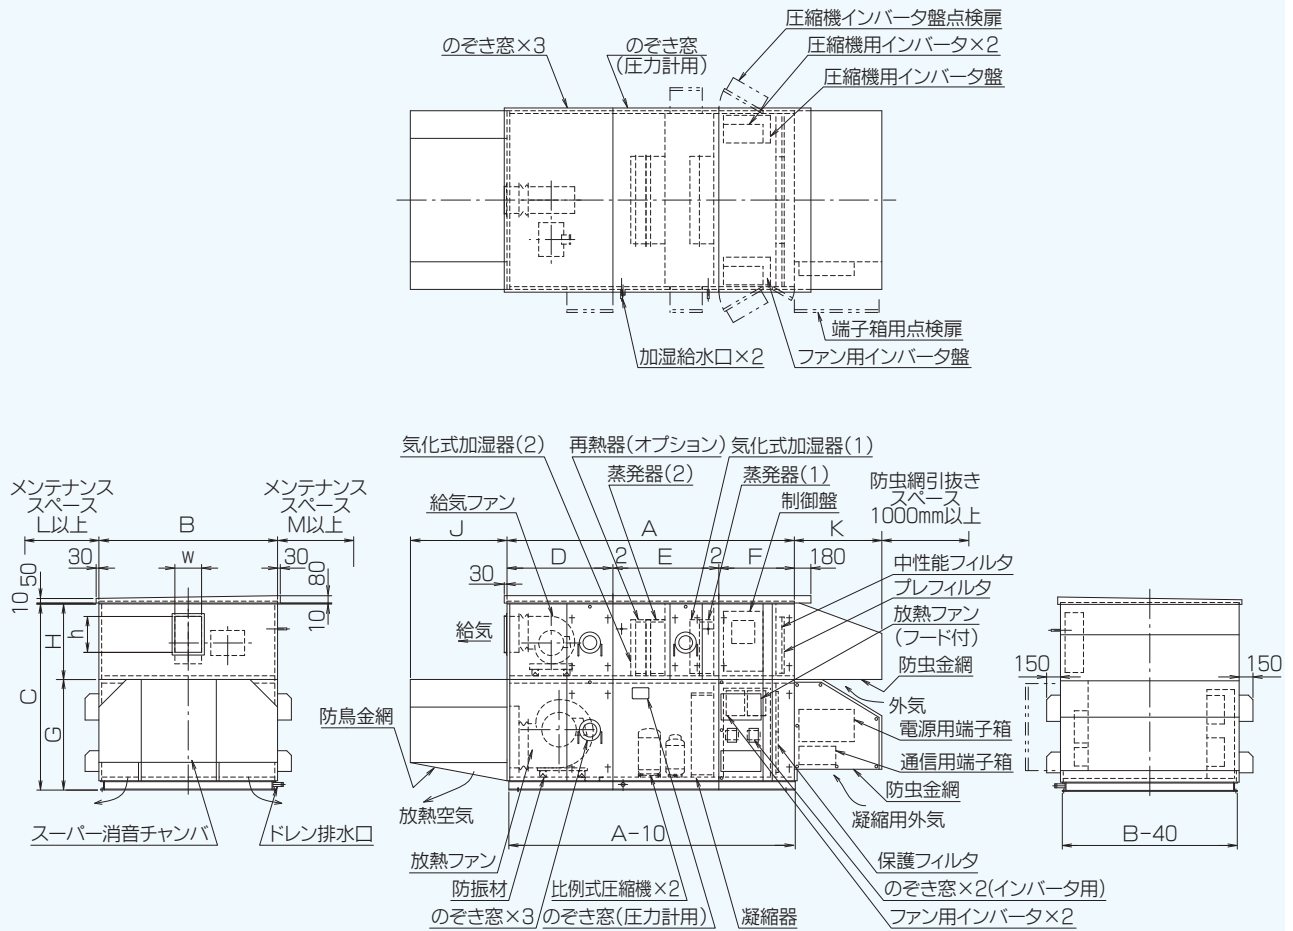 圧縮機インバータ盤点検扉
のぞき窓×3
のぞき窓
(圧力計用)
圧縮機用インバータ×2
圧縮機用インバータ盤
端子箱用点検扉
加湿給水口×2
ファン用インバータ盤
気化式加湿器(2)
再熱器(オプション)
気化式加湿器(1)
蒸発器(2)
蒸発器(1)
メンテナンス
スペース
L以上
メンテナンス
スペース
M以上
給気ファン
制御盤
防虫網引抜き
スペース
1000mm以上
B
J
A
K
30
W
30
D
2
E
2
F
180
50
10
80
10
30
中性能フィルタ
プレフィルタ
放熱ファン
(フード付)
給気
防虫金網
H
h
C
G
外気
防鳥金網
電源用端子箱
通信用端子箱
防虫金網
放熱空気
凝縮用外気
150
150
スーパー消音チャンバ
ドレン排水口
A-10
B-40
放熱ファン
保護フィルタ
防振材
比例式圧縮機×2
のぞき窓×2(インバータ用)
のぞき窓×3
のぞき窓(圧力計用)
凝縮器
ファン用インバータ×2